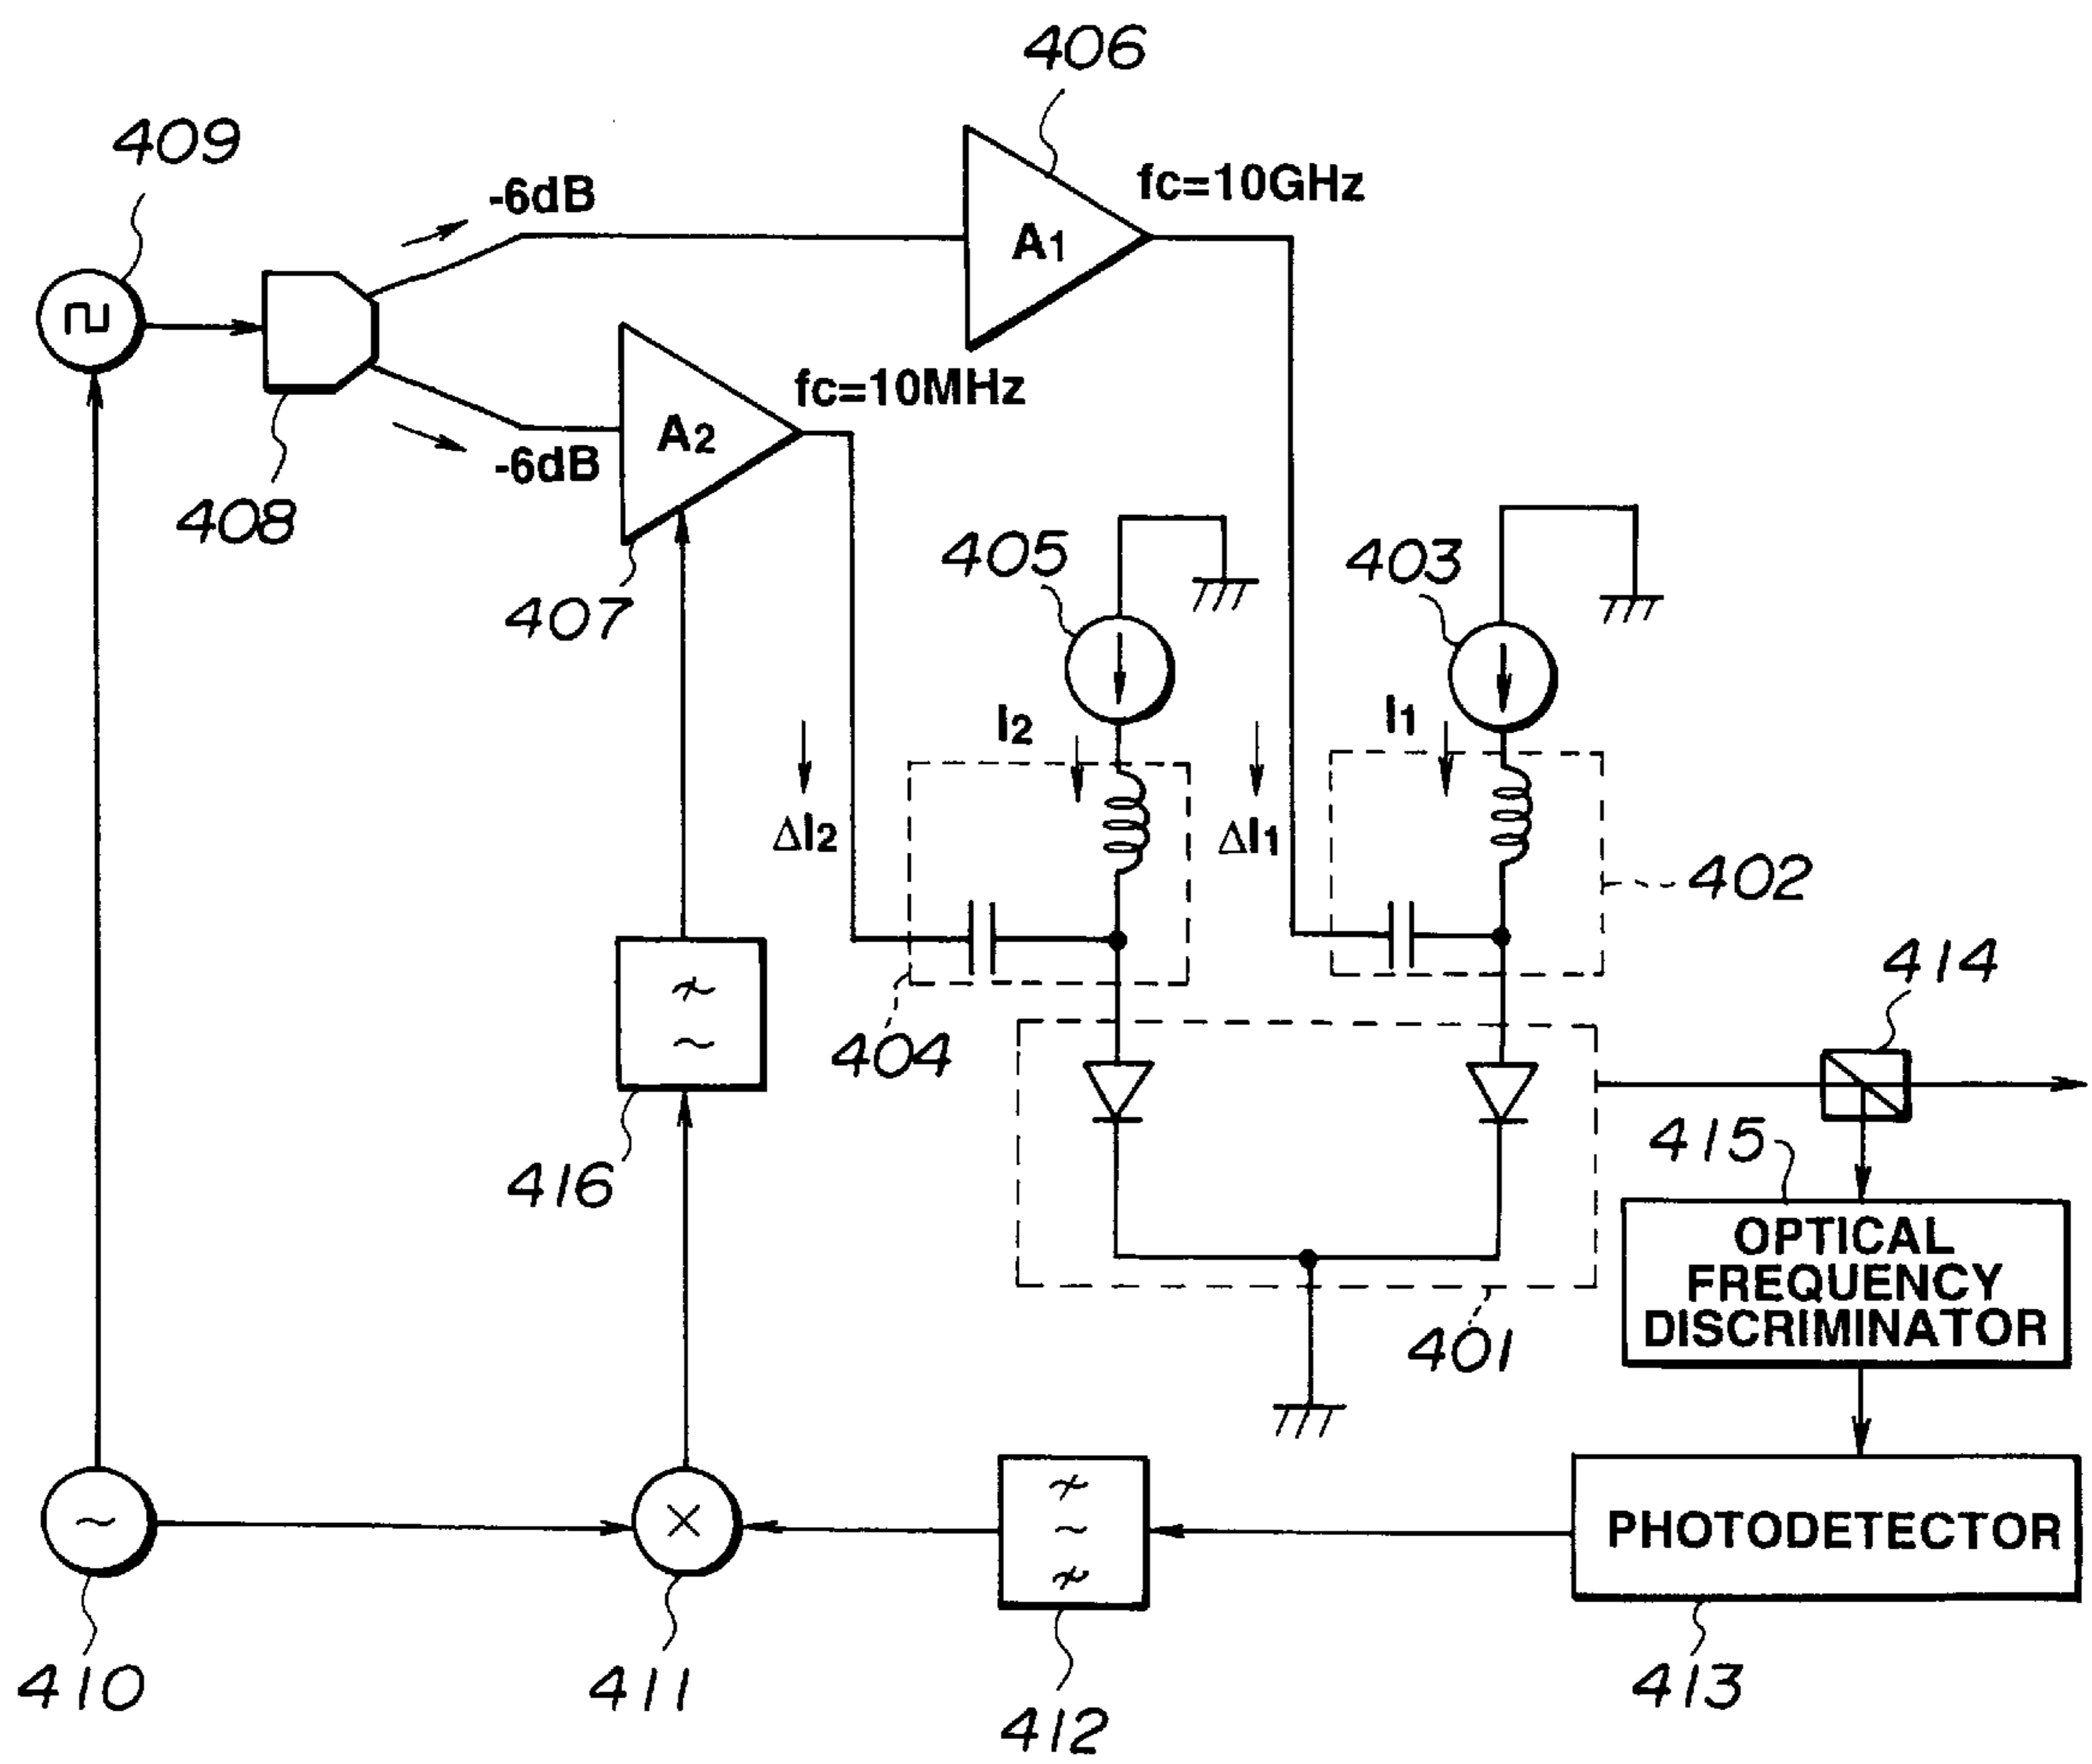 406
409
-6dB
fc=10GHz
A1
fc=10MHz
A2
-6dB
408
405
403
407
I2
I1
ΔI2
ΔI1
402
414
404
415
416
OPTICAL
FREQUENCY
DISCRIMINATOR
401
PHOTODETECTOR
410
411
412
413